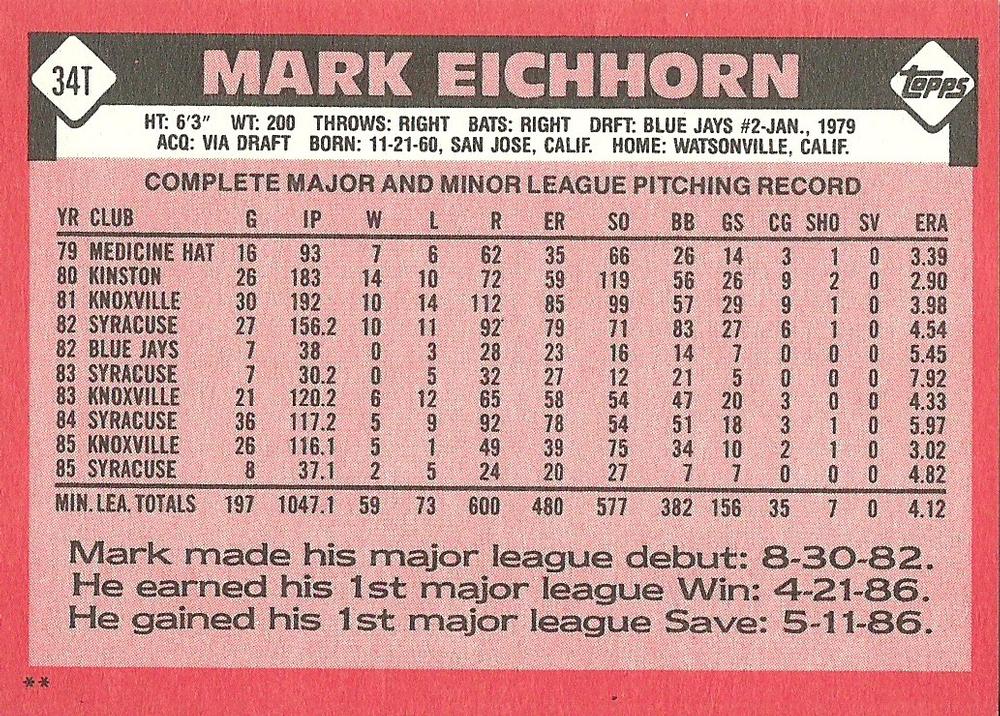 34T MARK EICHHORN topps
HT: 6'3" WT: 200 THROWS: RIGHT BATS: RIGHT DRFT: BLUE JAYS #2-JAN., 1979
ACQ: VIA DRAFT BORN: 11-21-60, SAN JOSE, CALIF. HOME: WATSONVILLE, CALIF.
COMPLETE MAJOR AND MINOR LEAGUE PITCHING RECORD
YR CLUB G IP W L R ER SO BB GS CG SHO SV ERA
79 MEDICINE HAT 16 93 7 6 62 35 66 26 14 3 1 0 3.39
80 KINSTON 26 183 14 10 72 59 119 56 26 9 2 0 2.90
81 KNOXVILLE 30 192 10 14 112 85 99 57 29 9 1 0 3.98
82 SYRACUSE 27 156.2 10 11 92 79 71 83 27 6 1 0 4.54
82 BLUE JAYS 7 38 0 3 28 23 16 14 7 0 0 0 5.45
83 SYRACUSE 7 30.2 0 5 32 27 12 21 5 0 0 0 7.92
83 KNOXVILLE 21 120.2 6 12 65 58 54 47 20 3 0 0 4.33
84 SYRACUSE 36 117.2 5 9 92 78 54 51 18 3 1 0 5.97
85 KNOXVILLE 26 116.1 5 1 49 39 75 34 10 2 1 0 3.02
85 SYRACUSE 8 37.1 2 5 24 20 27 7 7 0 0 0 4.82
MIN. LEA. TOTALS 197 1047.1 59 73 600 480 577 382 156 35 7 0 4.12
Mark made his major league debut: 8-30-82.
He earned his 1st major league Win: 4-21-86.
He gained his 1st major league Save: 5-11-86.
**